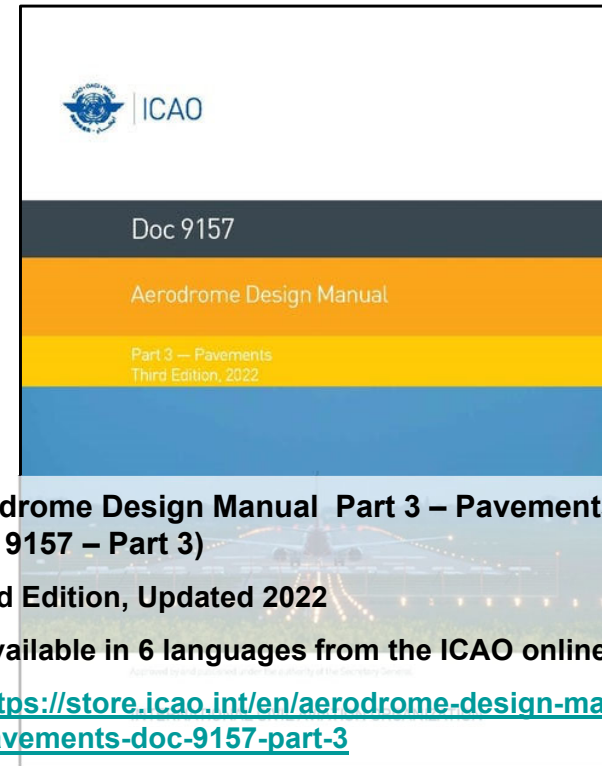 ICAO
Doc 9157
Aerodrome Design Manual
Part 3 — Pavements
Third Edition, 2022
drome Design Manual Part 3 – Pavement
9157 – Part 3)
d Edition, Updated 2022
vailable in 6 languages from the ICAO online
tps://store.icao.int/en/aerodrome-design-ma
avements-doc-9157-part-3